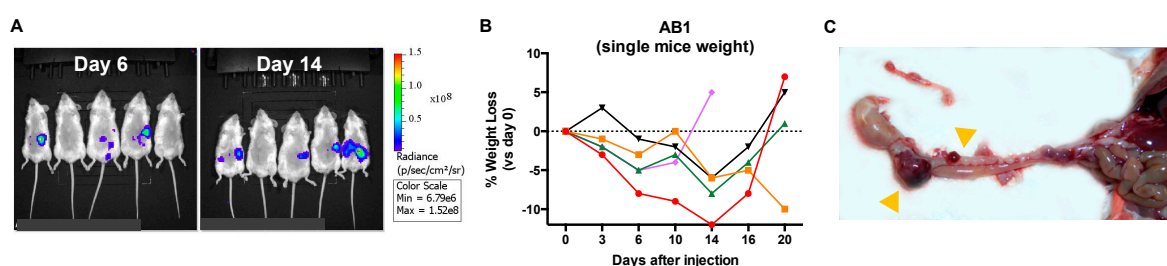 A
Day 6
Day 14
1.5
1.0
x10⁸
0.5
Radiance
(p/sec/cm²/sr)
Color Scale
Min = 6.79e6
Max = 1.52e8
B
AB1
(single mice weight)
% Weight Loss
(vs day 0)
10
5
0
-5
-10
0 3 6 10 14 16 20
Days after injection
C